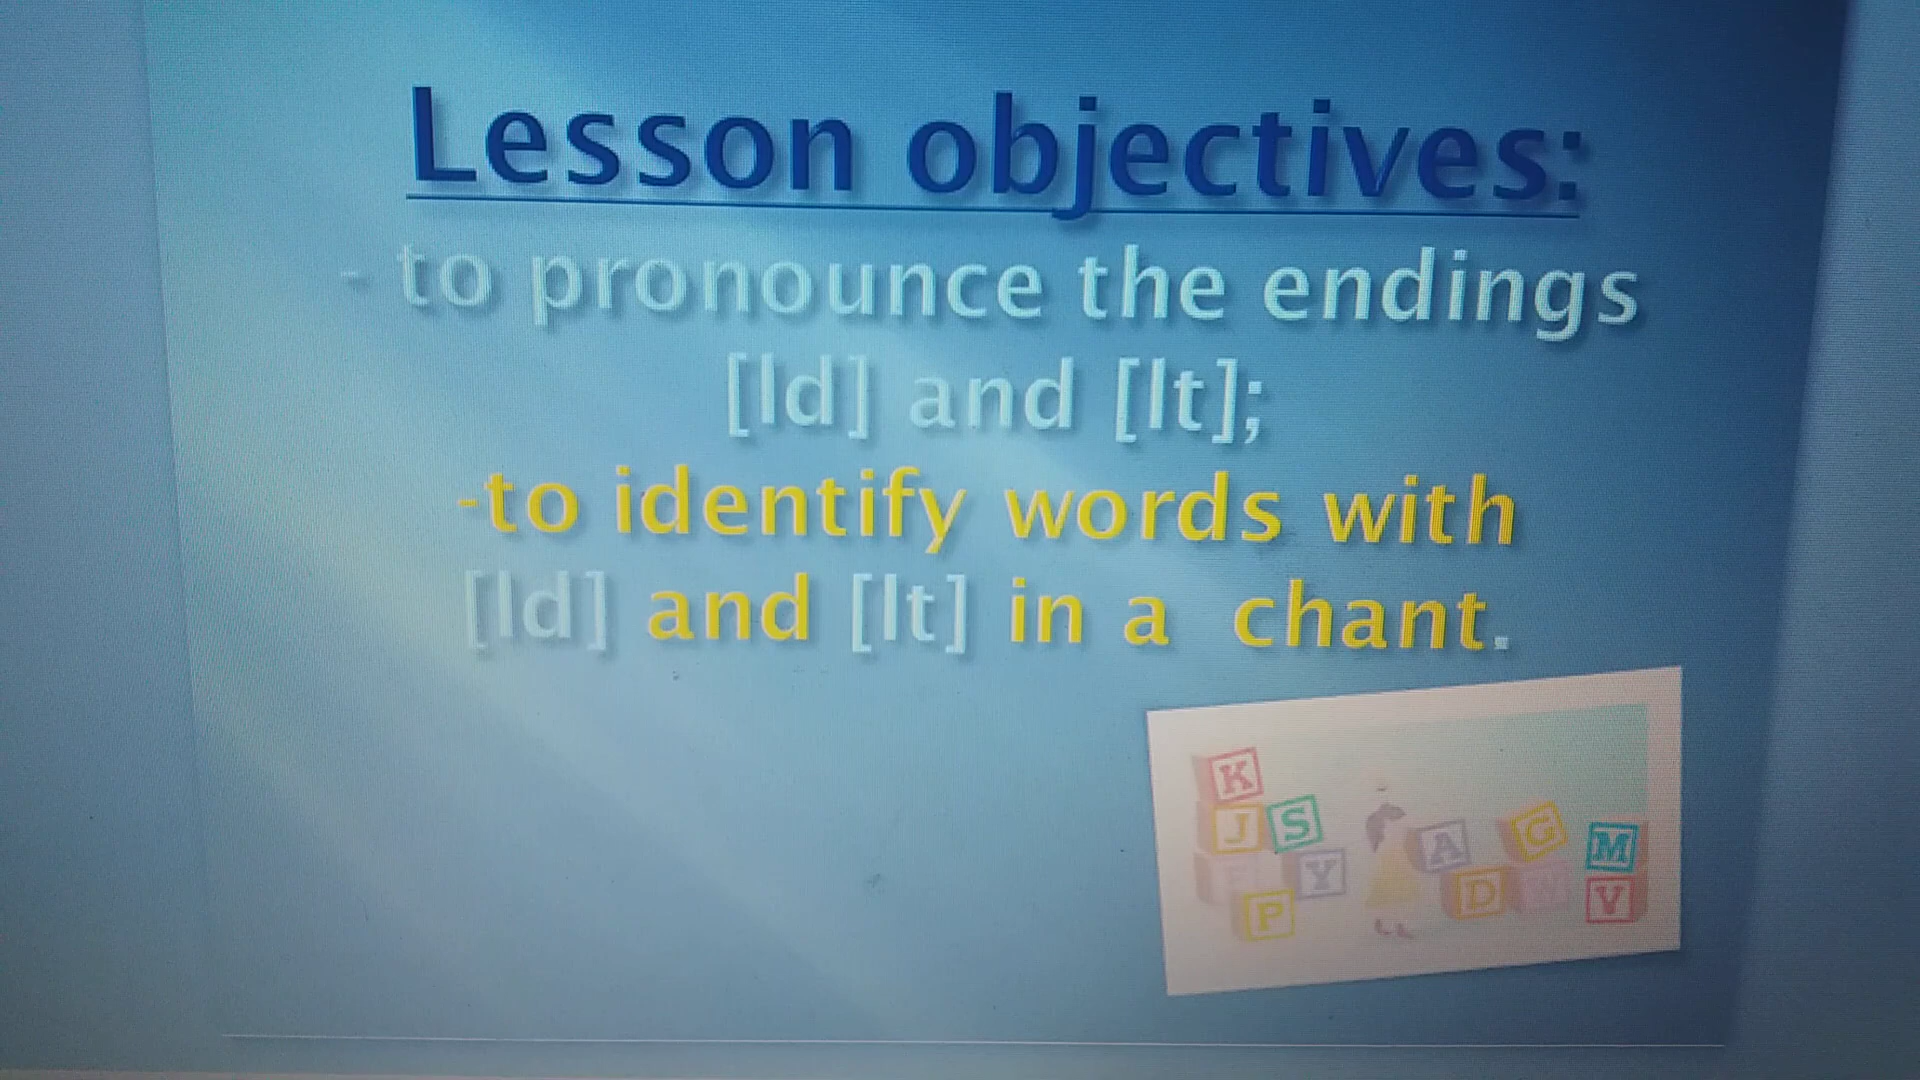 Lesson objectives:
- to pronounce the endings
[ld] and [lt];
-to identify words with
[ld] and [lt] in a chant.
K
J S A G M
Y D V
P